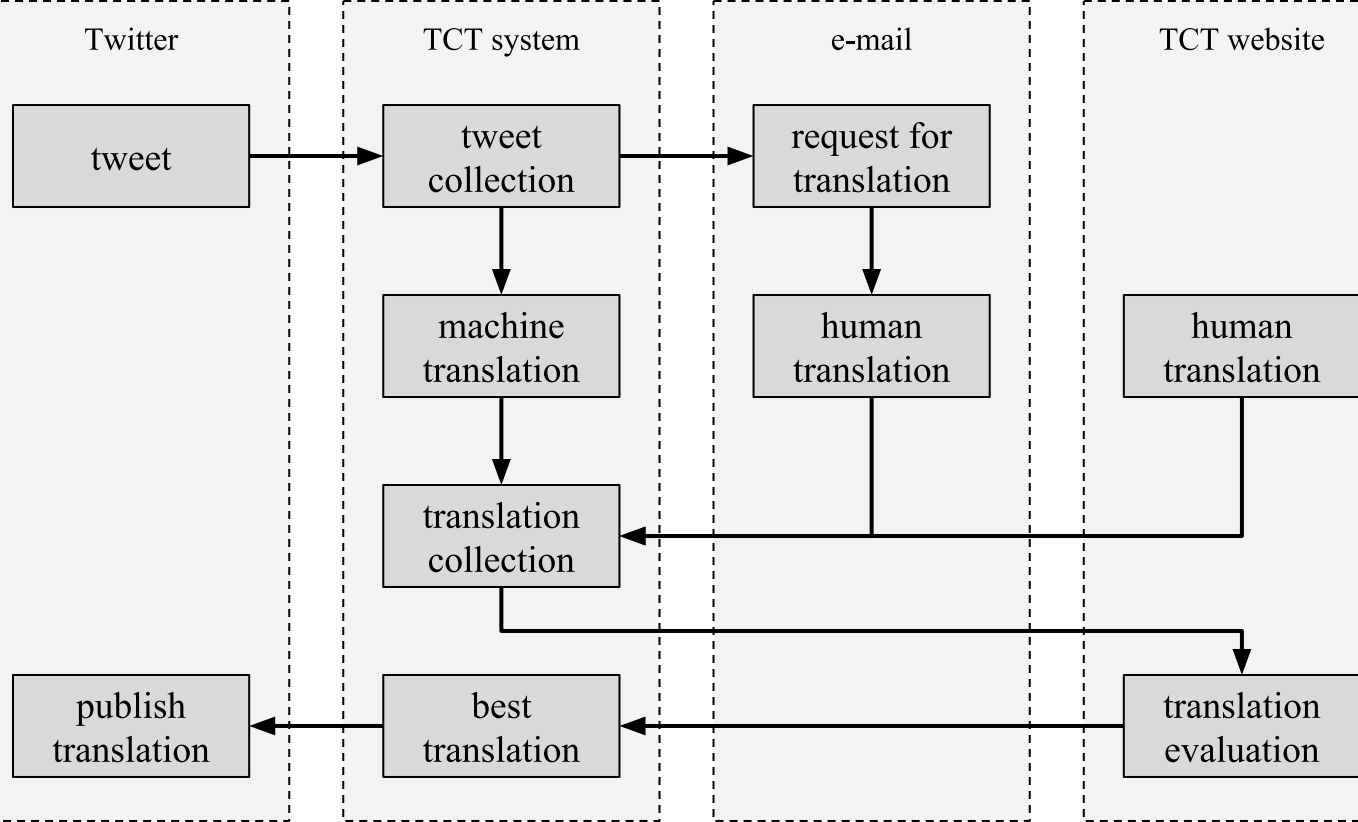 Twitter
TCT system
e-mail
TCT website
tweet
tweet
collection
request for
translation
machine
translation
human
translation
human
translation
translation
collection
publish
translation
best
translation
translation
evaluation